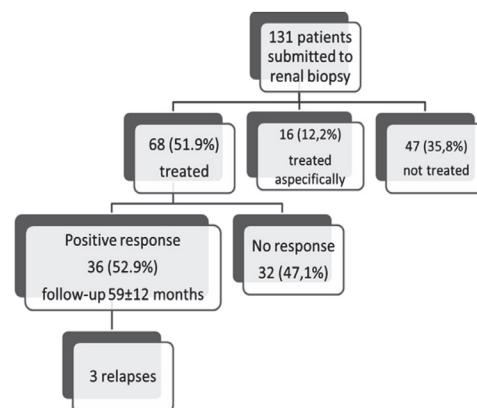 131 patients
submitted to
renal biopsy
68 (51.9%)
treated
16 (12,2%)
treated
aspecifically
47 (35,8%)
not treated
Positive response
36 (52.9%)
follow-up 59±12 months
No response
32 (47,1%)
3 relapses